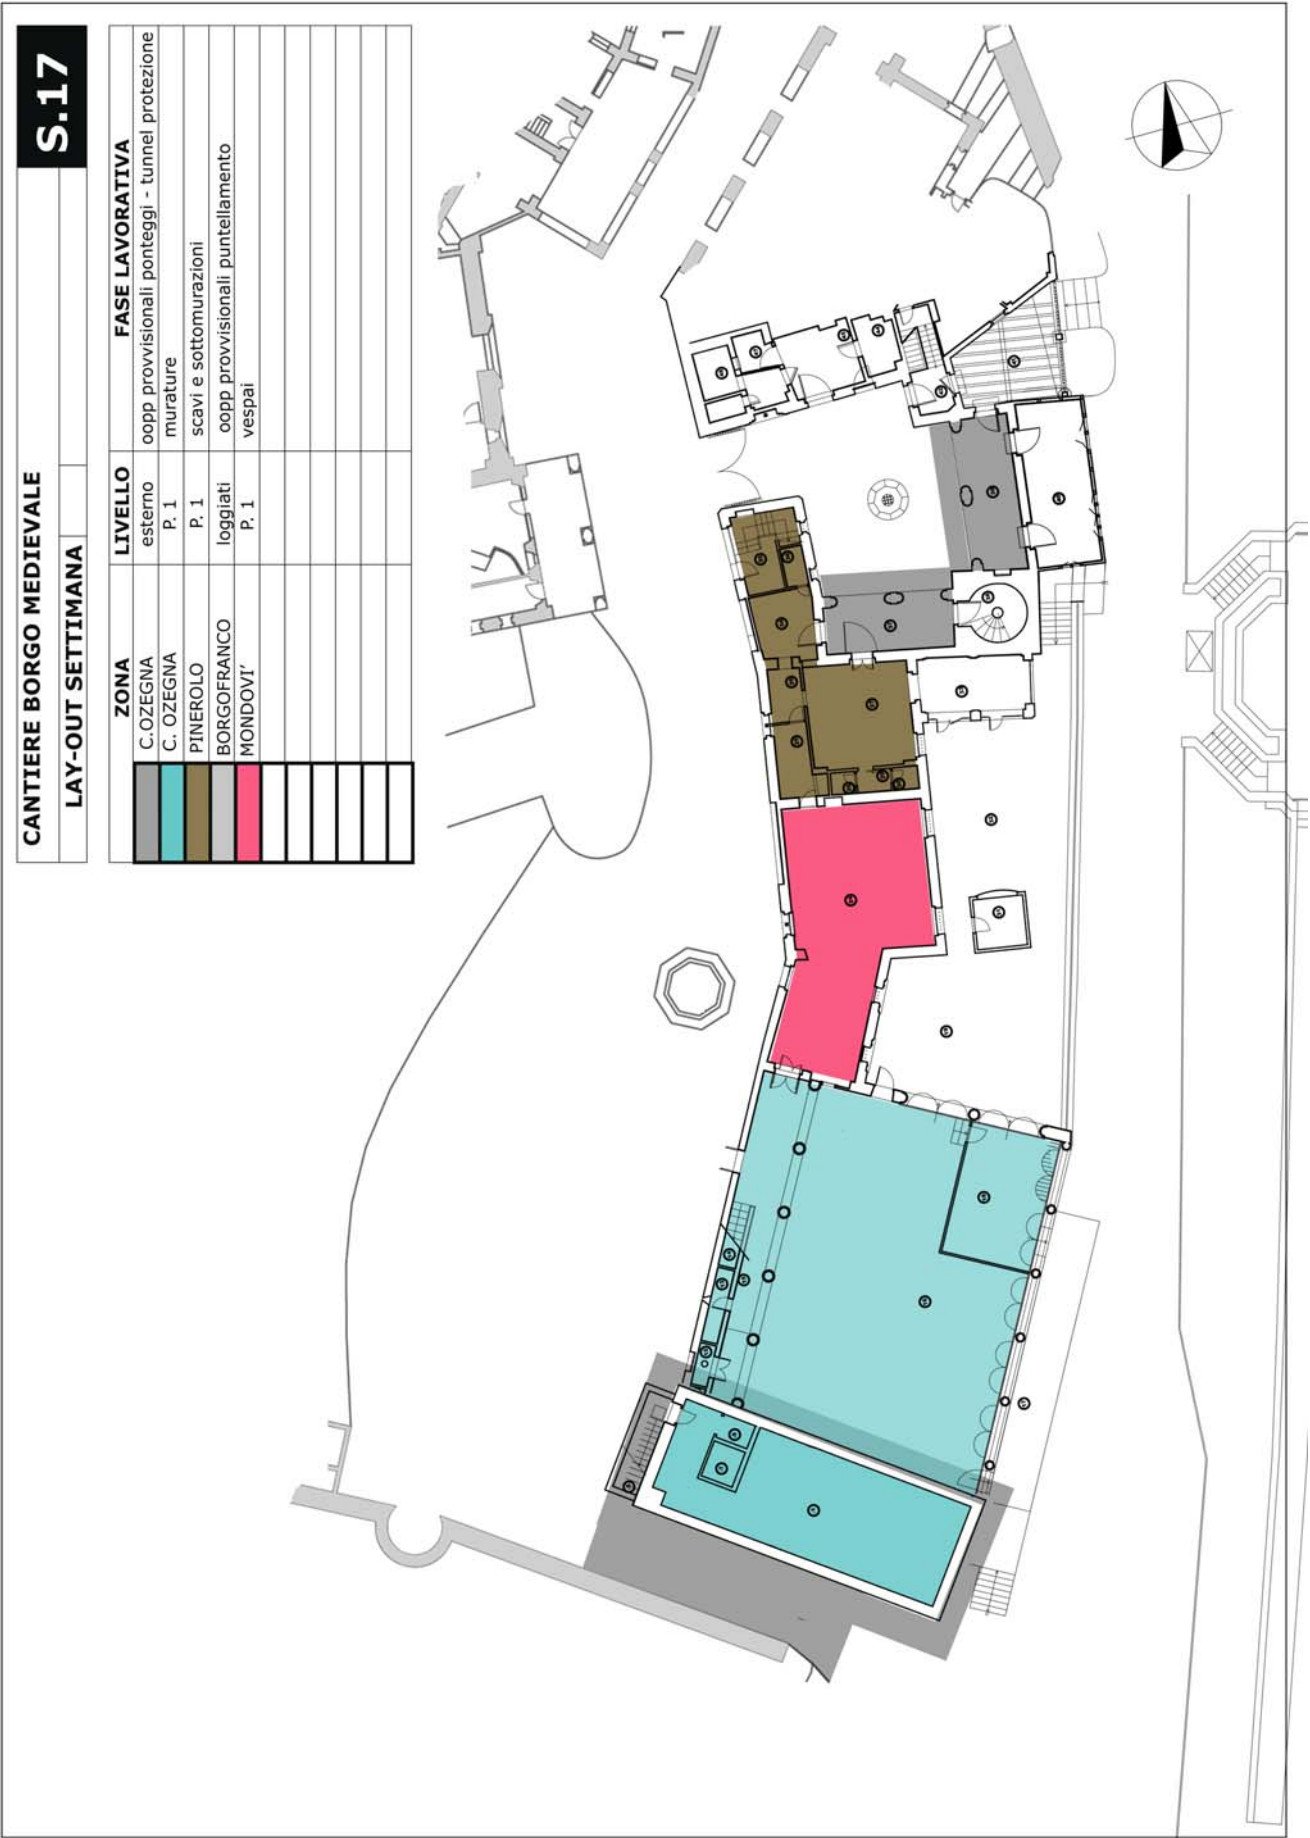 CANTIERE BORGO MEDIEVALE
S.17
LAY-OUT SETTIMANA
ZONA LIVELLO FASE LAVORATIVA
C.OZEGNA esterno oopp provvisionali ponteggi - tunnel protezione
C. OZEGNA P. 1 murature
PINEROLO P. 1 scavi e sottomurazioni
BORGOFRANCO loggiati oopp provvisionali puntellamento
MONDOVI' P. 1 vespai